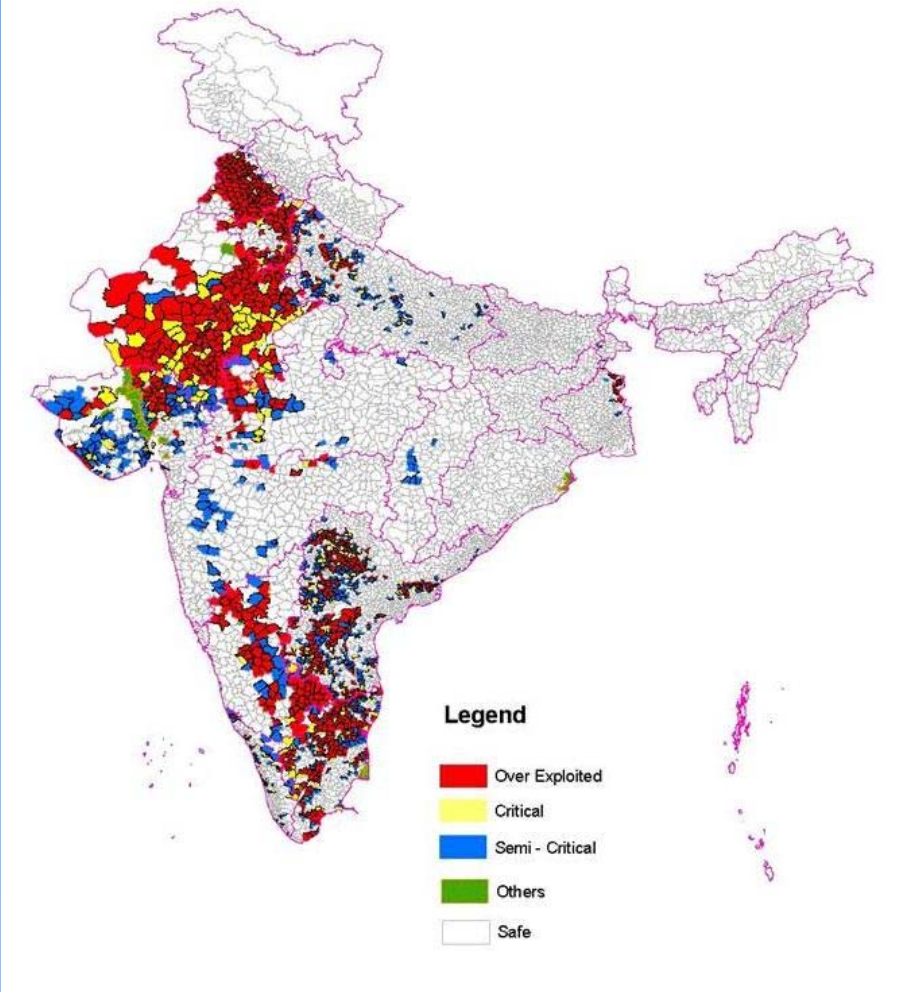 Legend
Over Exploited
Critical
Semi - Critical
Others
Safe